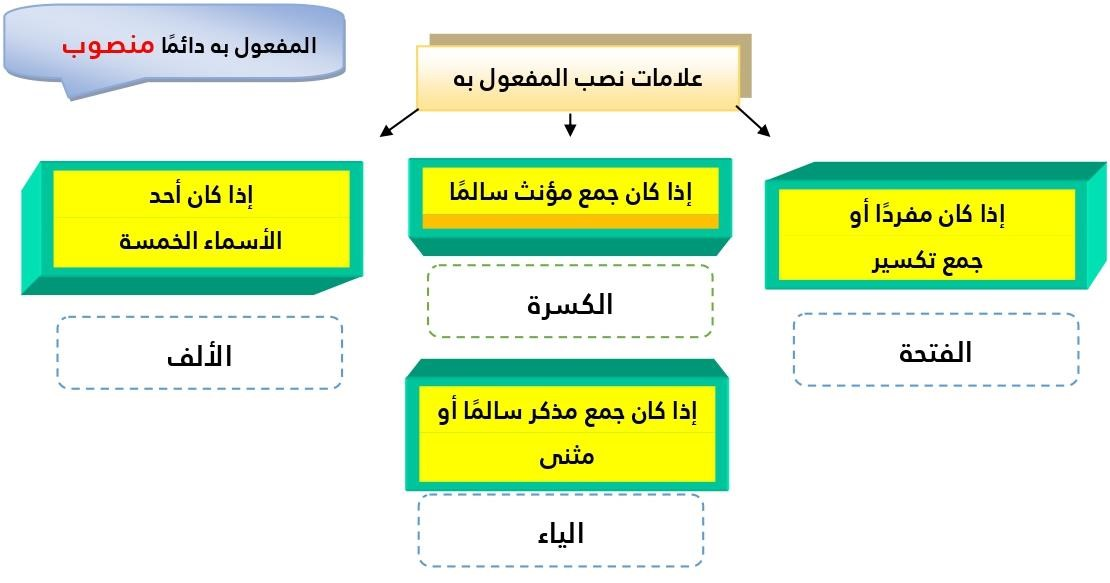 المفعول به دائمًا منصوب
علامات نصب المفعول به
إذا كان مفردًا أو
جمع تكسير
الفتحة
إذا كان جمع مؤنث سالمًا
الكسرة
إذا كان أحد
الأسماء الخمسة
الألف
إذا كان جمع مذكر سالمًا أو
مثنى
الياء